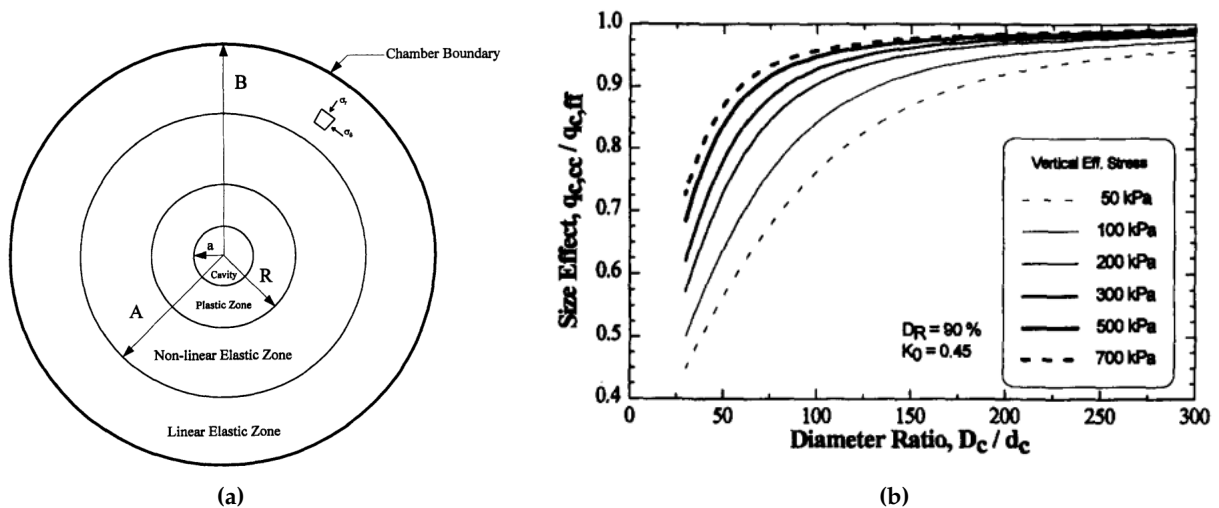 Chamber Boundary
B
σr
σθ
a
Cavity
R
Plastic Zone
A
Non-linear Elastic Zone
Linear Elastic Zone
(a)
Size Effect, qc,cc / qc,ff
1.0
0.9
0.8
0.7
0.6
0.5
0.4
Vertical Eff. Stress
50 kPa
100 kPa
200 kPa
300 kPa
500 kPa
700 kPa
DR = 90 %
K0 = 0.45
0 50 100 150 200 250 300
Diameter Ratio, Dc / dc
(b)